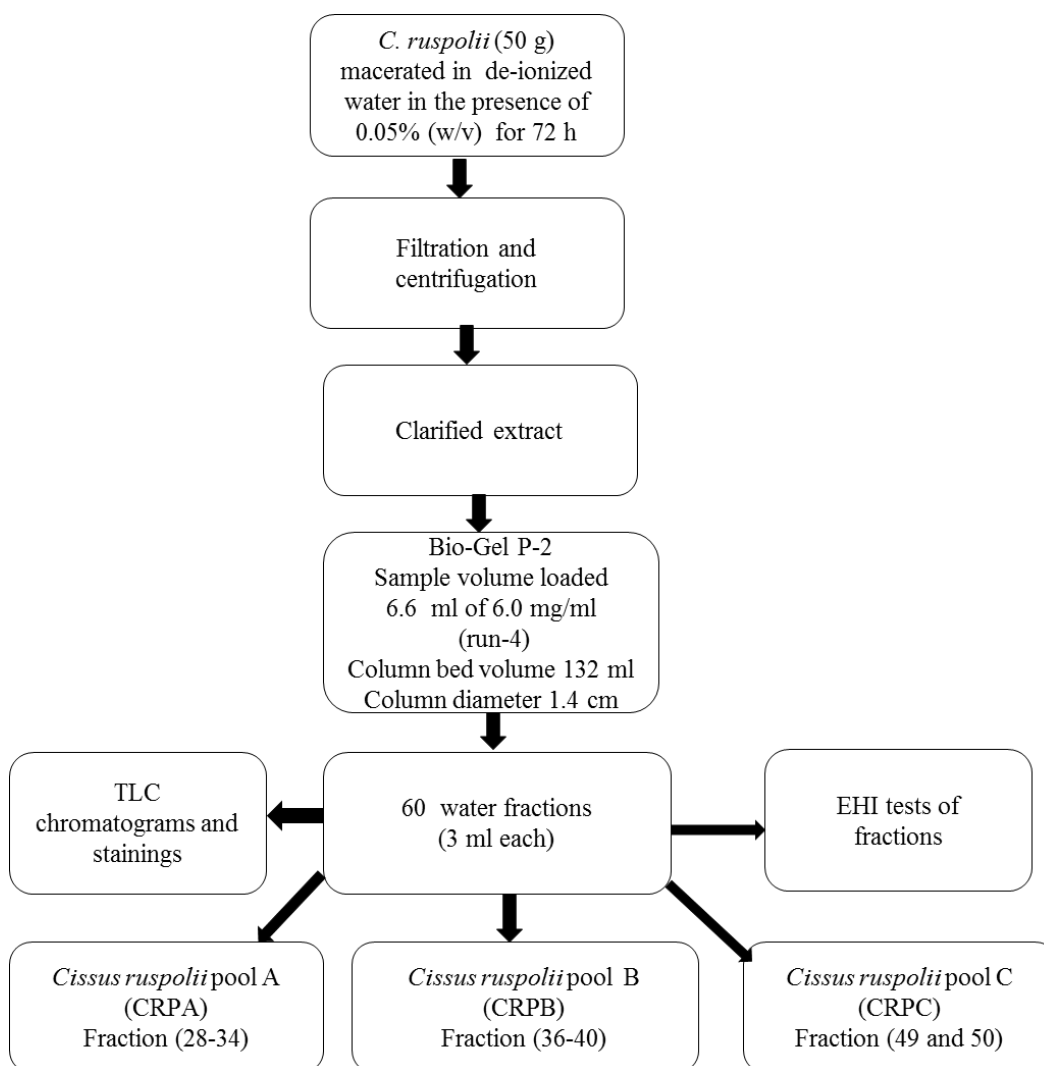 C. ruspolii (50 g)
macerated in de-ionized
water in the presence of
0.05% (w/v) for 72 h
Filtration and
centrifugation
Clarified extract
Bio-Gel P-2
Sample volume loaded
6.6 ml of 6.0 mg/ml
(run-4)
Column bed volume 132 ml
Column diameter 1.4 cm
TLC
chromatograms and
stainings
60 water fractions
(3 ml each)
EHI tests of
fractions
Cissus ruspolii pool A
(CRPA)
Fraction (28-34)
Cissus ruspolii pool B
(CRPB)
Fraction (36-40)
Cissus ruspolii pool C
(CRPC)
Fraction (49 and 50)